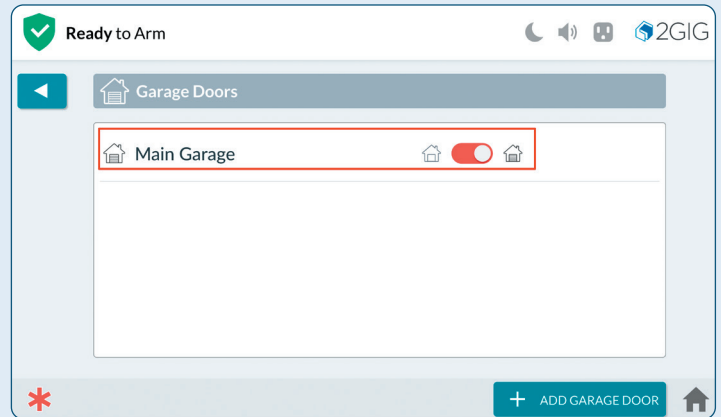 Ready to Arm
2GIG
Garage Doors
Main Garage
+ ADD GARAGE DOOR